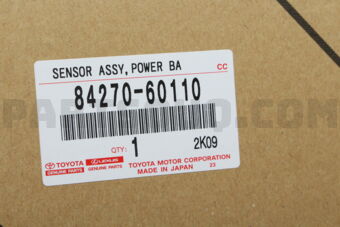 SENSOR ASSY, POWER BA
CC
84270-60110
QTY: 1
2K09
TOYOTA LEXUS TOYOTA MOTOR CORPORATION
GENUINE PARTS GENUINE PARTS MADE IN JAPAN 23